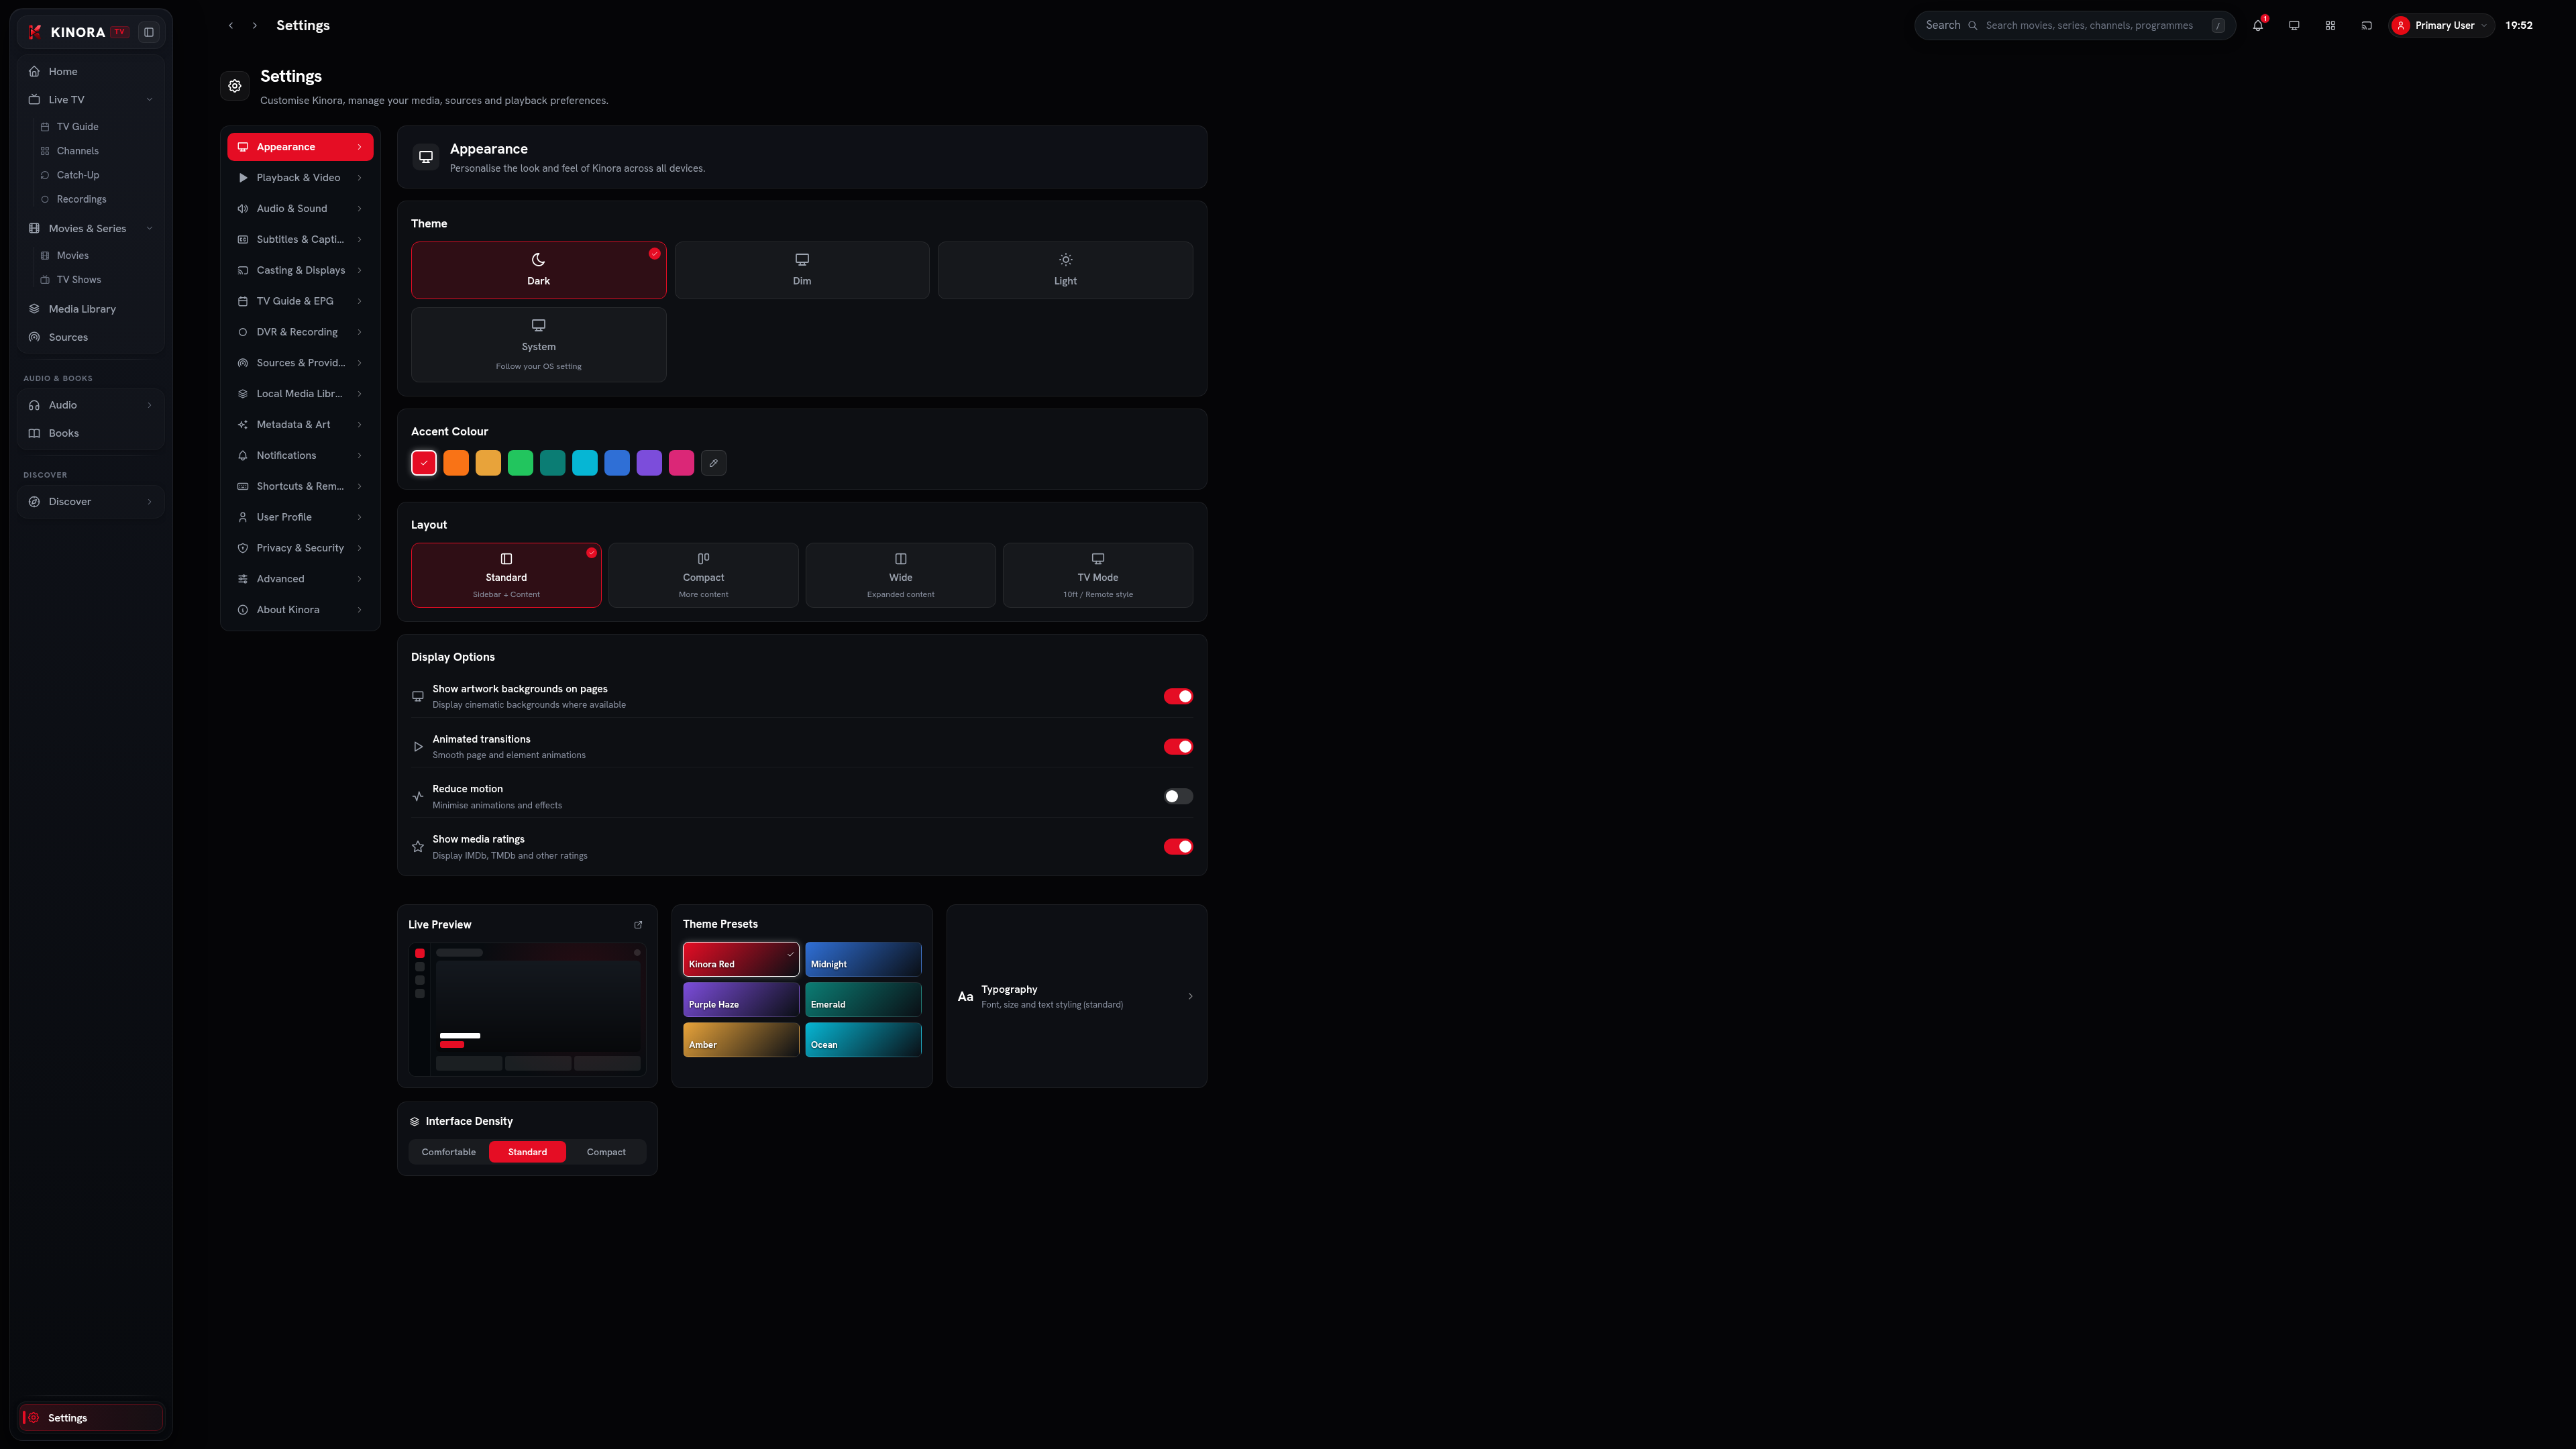 KINORA TV
Home
Live TV
TV Guide
Channels
Catch-Up
Recordings
Movies & Series
Movies
TV Shows
Media Library
Sources
AUDIO & BOOKS
Audio
Books
DISCOVER
Discover
Settings
Settings
Search
Search movies, series, channels, programmes
/
1
Primary User
19:52
Settings
Customise Kinora, manage your media, sources and playback preferences.
Appearance
Playback & Video
Audio & Sound
Subtitles & Capti...
Casting & Displays
TV Guide & EPG
DVR & Recording
Sources & Provid...
Local Media Libr...
Metadata & Art
Notifications
Shortcuts & Rem...
User Profile
Privacy & Security
Advanced
About Kinora
Appearance
Personalise the look and feel of Kinora across all devices.
Theme
Dark
Dim
Light
System
Follow your OS setting
Accent Colour
Layout
Standard
Sidebar + Content
Compact
More content
Wide
Expanded content
TV Mode
10ft / Remote style
Display Options
Show artwork backgrounds on pages
Display cinematic backgrounds where available
Animated transitions
Smooth page and element animations
Reduce motion
Minimise animations and effects
Show media ratings
Display IMDb, TMDb and other ratings
Live Preview
Theme Presets
Kinora Red
Midnight
Purple Haze
Emerald
Amber
Ocean
Aa
Typography
Font, size and text styling (standard)
Interface Density
Comfortable
Standard
Compact